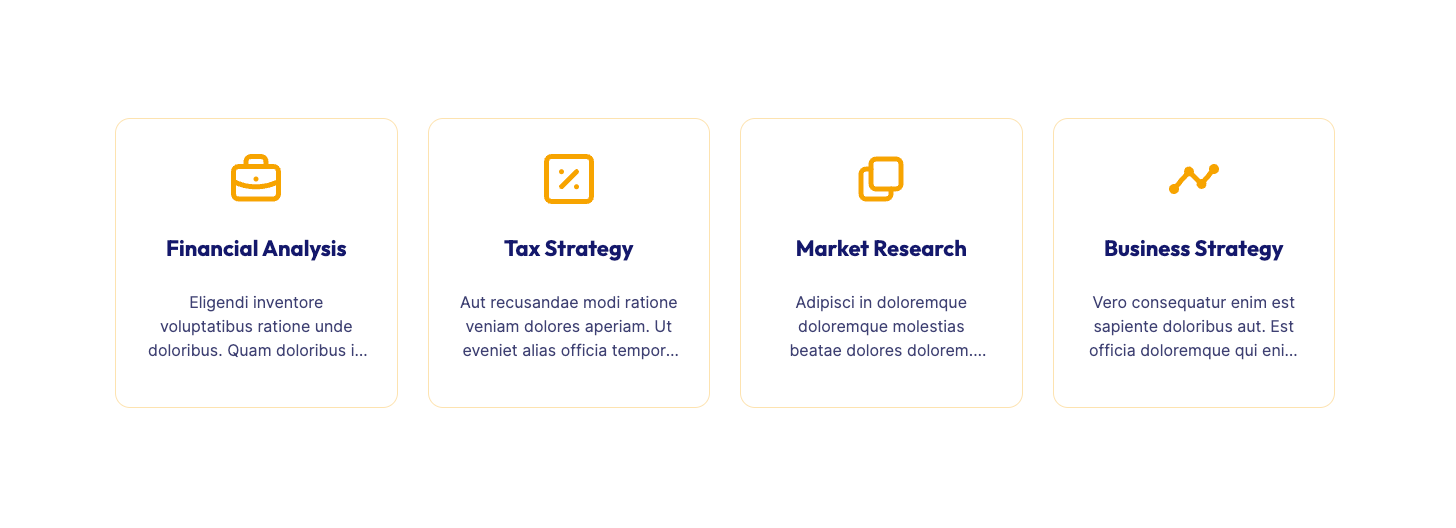 Financial Analysis
Eligendi inventore
voluptatibus ratione unde
doloribus. Quam doloribus i...
Tax Strategy
Aut recusandae modi ratione
veniam dolores aperiam. Ut
eveniet alias officia tempor...
Market Research
Adipisci in doloremque
doloremque molestias
beatae dolores dolorem....
Business Strategy
Vero consequatur enim est
sapiente doloribus aut. Est
officia doloremque qui eni...